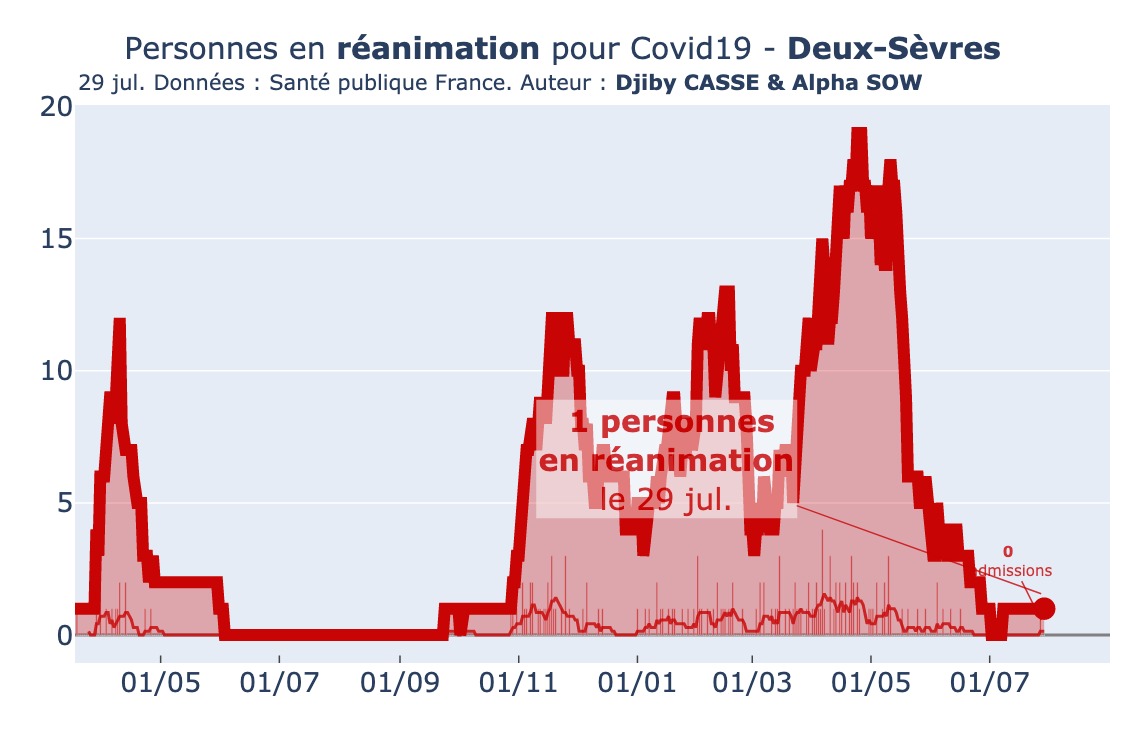 Personnes en réanimation pour Covid19 - Deux-Sèvres
29 jul. Données : Santé publique France. Auteur : Djiby CASSE & Alpha SOW
20
15
10
5
0
1 personnes
en réanimation
le 29 jul.
0
admissions
01/05 01/07 01/09 01/11 01/01 01/03 01/05 01/07